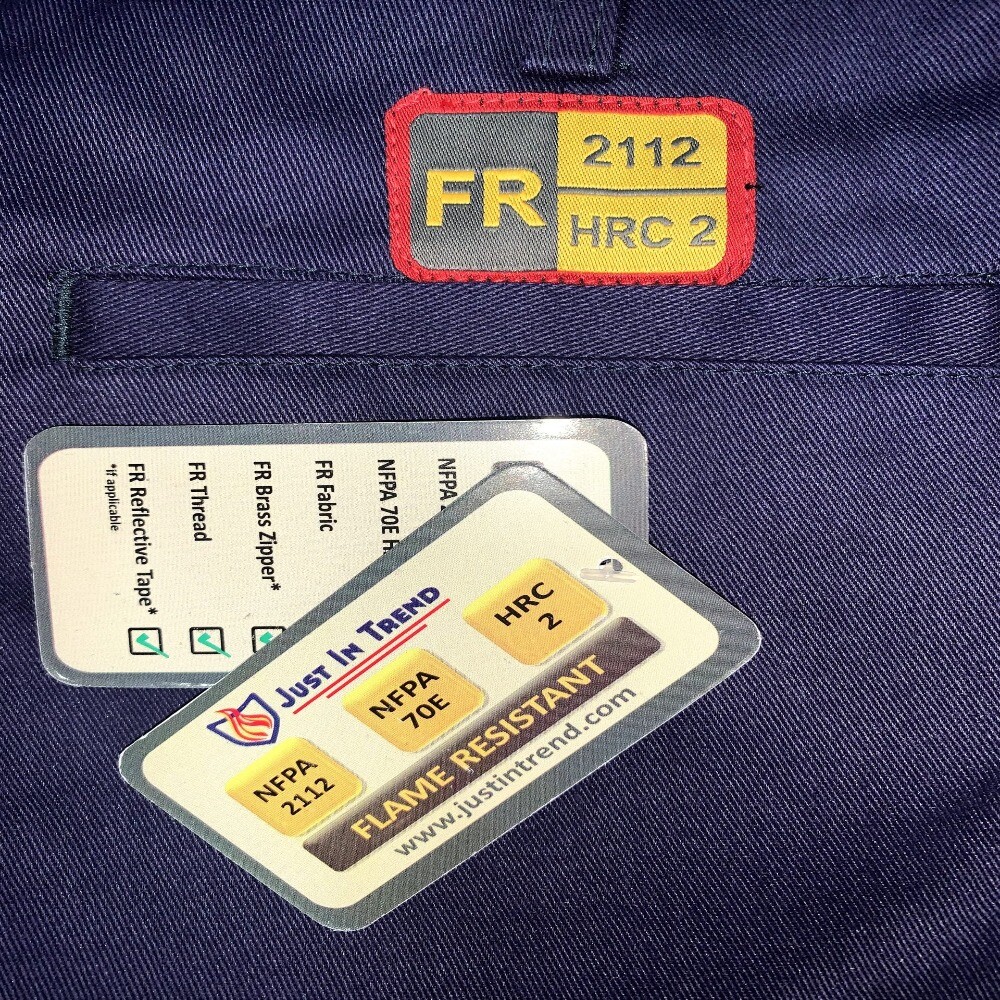 FR
2112
HRC 2
NFPA
NFPA 70E
FR Fabric
FR Brass Zipper*
FR Thread
FR Reflective Tape*
*If applicable
JUST IN TREND
NFPA
2112
NFPA
70E
HRC
2
FLAME RESISTANT
www.justintrend.com